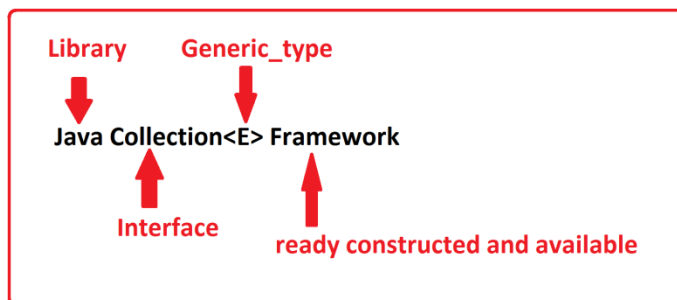 Library Generic_type
Java Collection<E> Framework
Interface
ready constructed and available